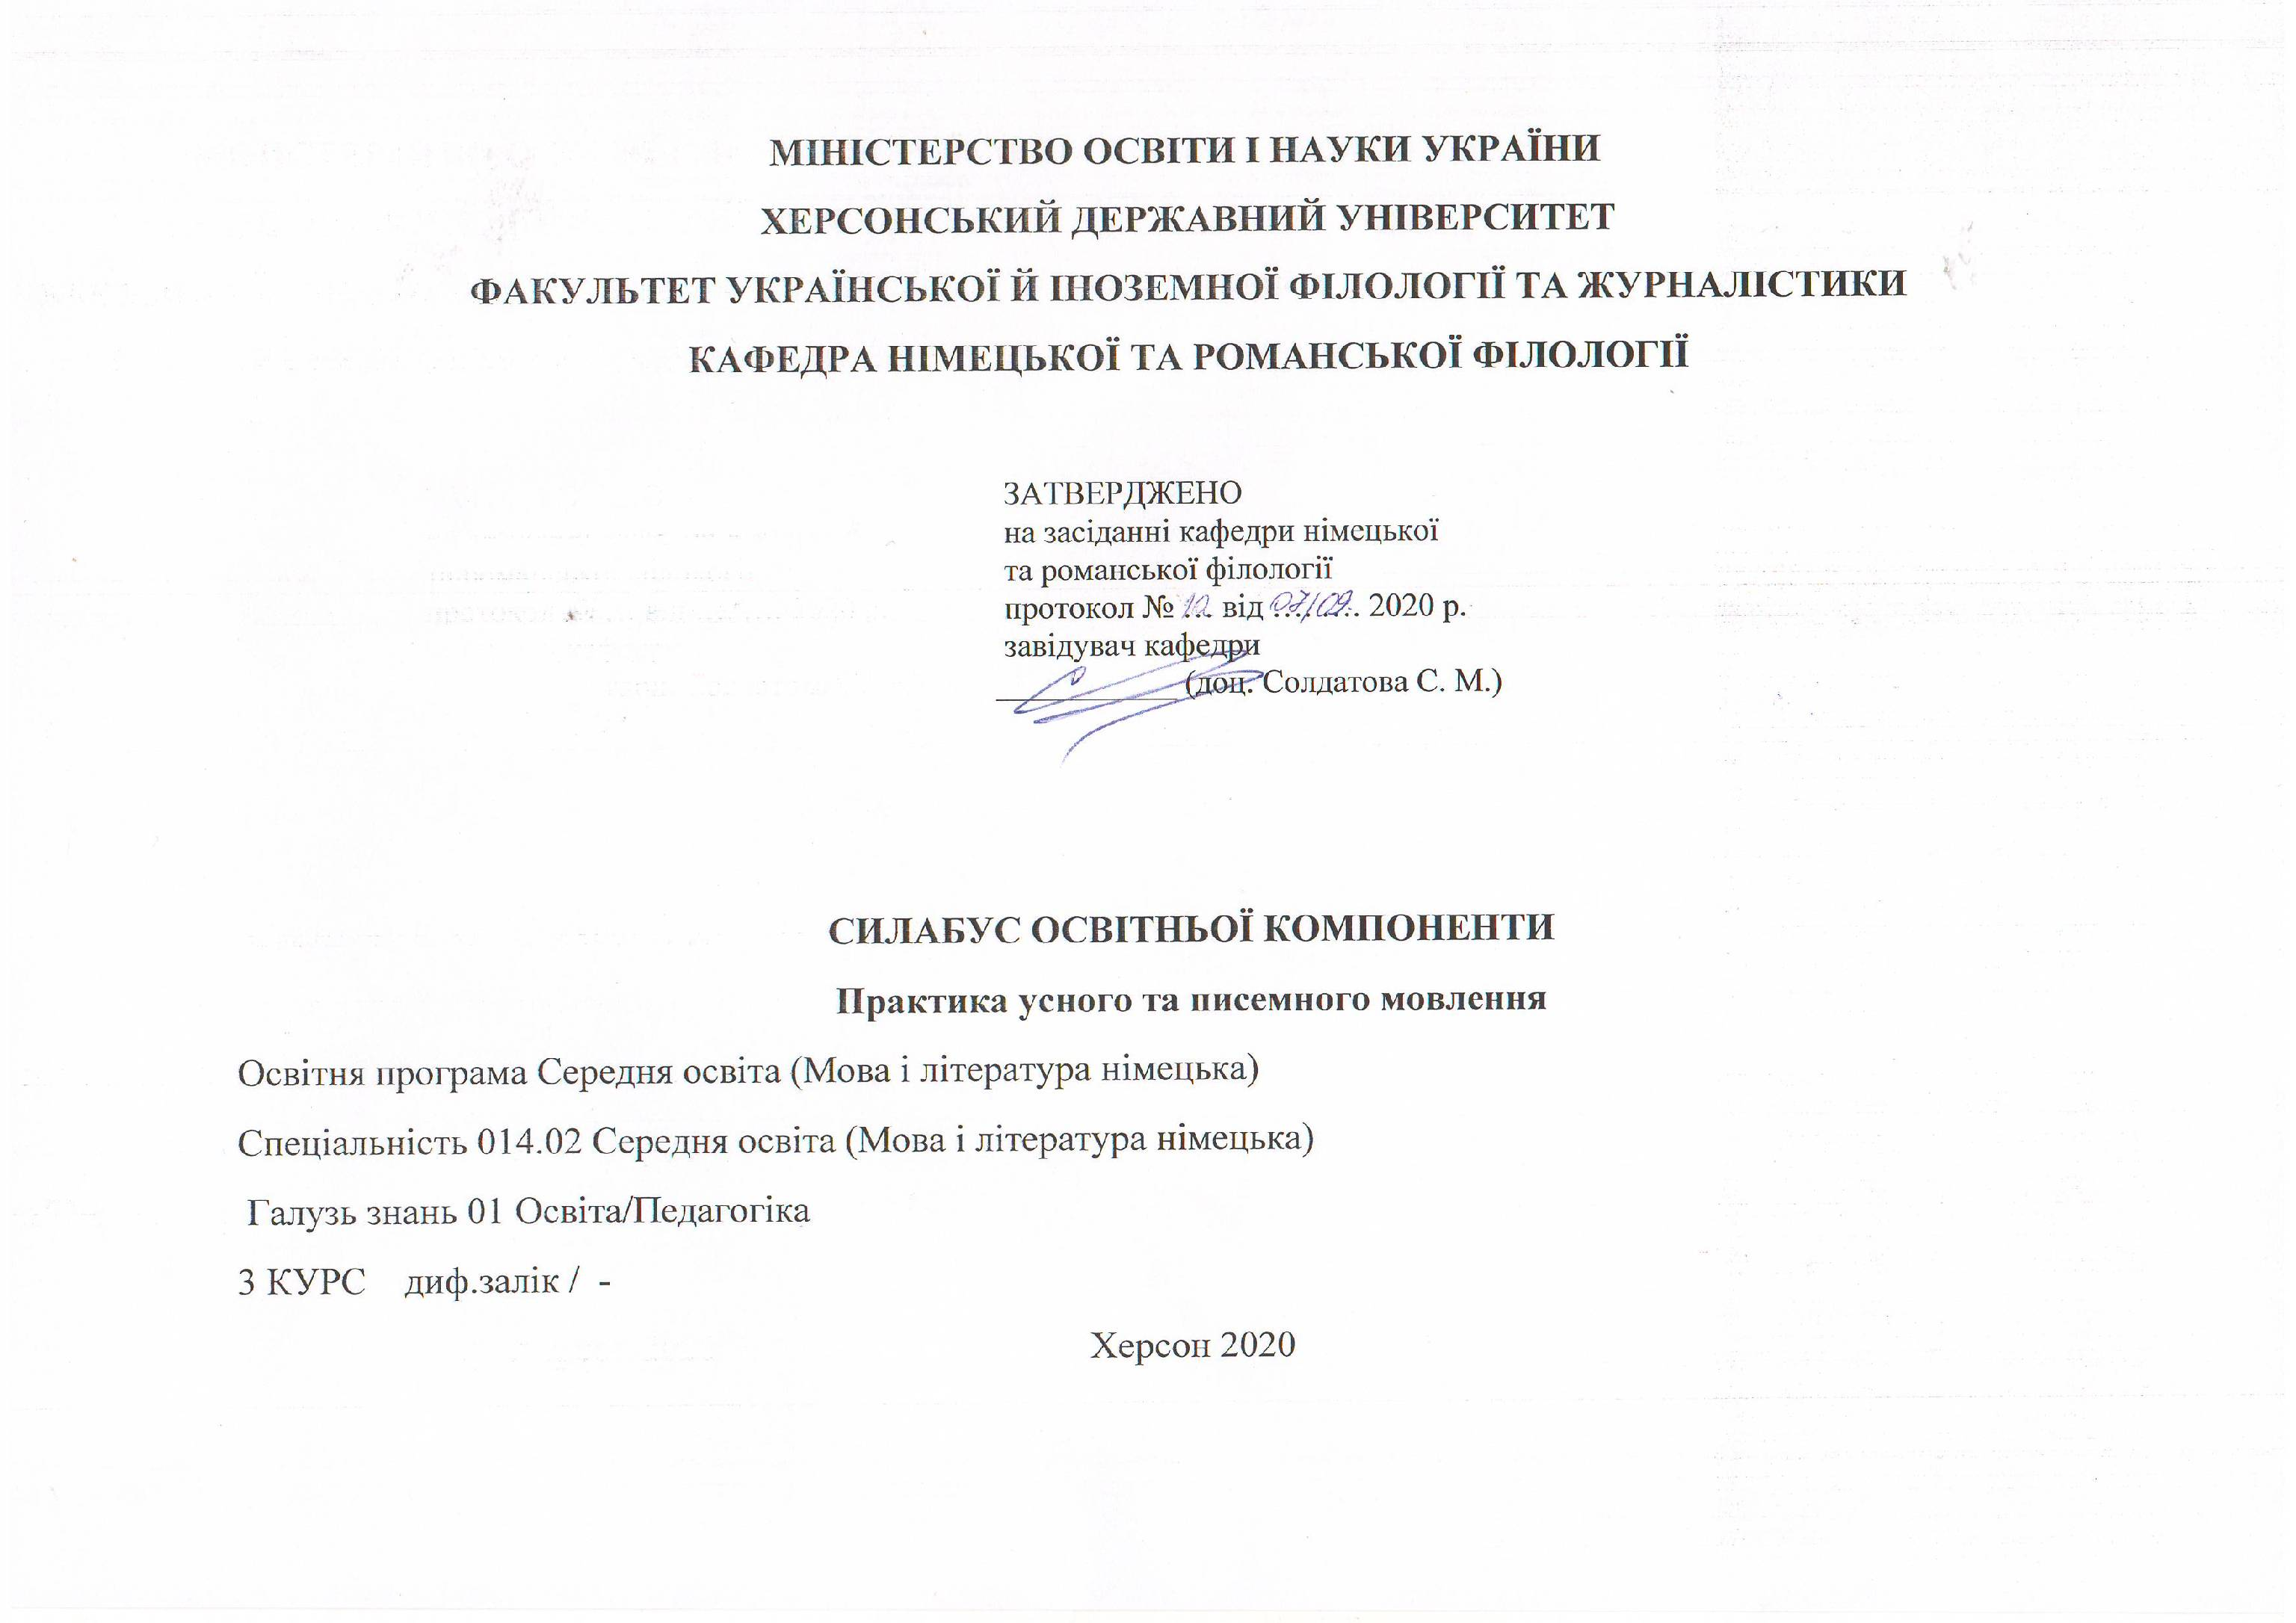 МІНІСТЕРСТВО ОСВІТИ І НАУКИ УКРАЇНИ
ХЕРСОНСЬКИЙ ДЕРЖАВНИЙ УНІВЕРСИТЕТ
ФАКУЛЬТЕТ УКРАЇНСЬКОЇ Й ІНОЗЕМНОЇ ФІЛОЛОГІЇ ТА ЖУРНАЛІСТИКИ
КАФЕДРА НІМЕЦЬКОЇ ТА РОМАНСЬКОЇ ФІЛОЛОГІЇ
ЗАТВЕРДЖЕНО
на засіданні кафедри німецької
та романської філології
протокол № від 2020 р.
завідувач кафедри
(доц. Солдатова С. М.)
СИЛАБУС ОСВІТНЬОЇ КОМПОНЕНТИ
Практика усного та писемного мовлення
Освітня програма Середня освіта (Мова і література німецька)
Спеціальність 014.02 Середня освіта (Мова і література німецька)
Галузь знань 01 Освіта/Педагогіка
3 КУРС диф.залік / -
Херсон 2020